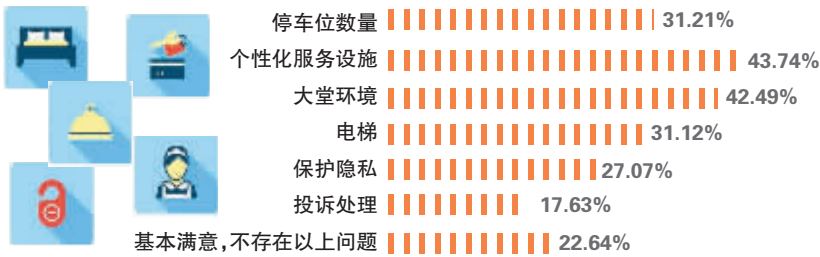 停车位数量 31.21%
个性化服务设施 43.74%
大堂环境 42.49%
电梯 31.12%
保护隐私 27.07%
投诉处理 17.63%
基本满意,不存在以上问题 22.64%